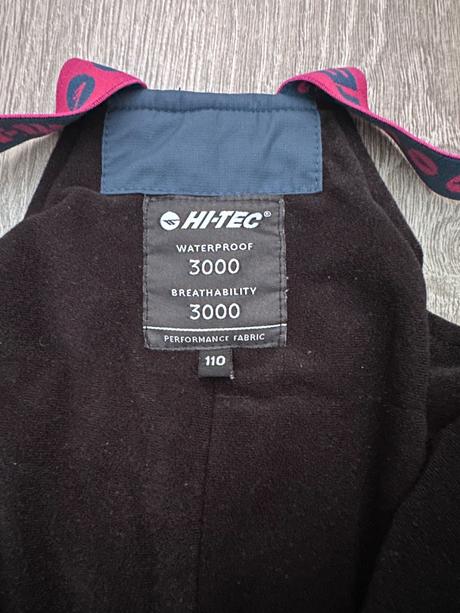 HI-TEC®
WATERPROOF
3000
BREATHABILITY
3000
PERFORMANCE FABRIC
110